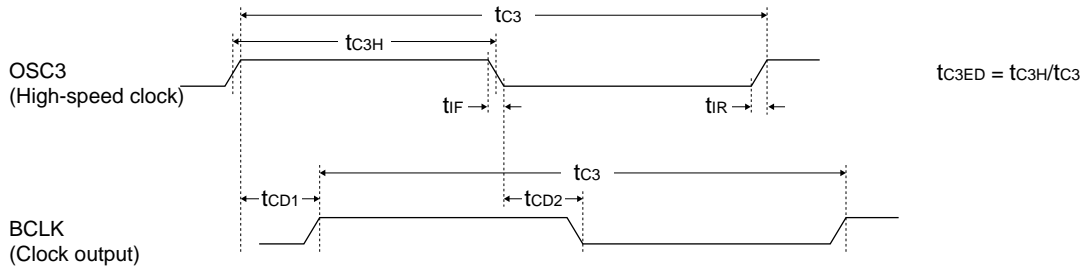 tC3
tC3H
OSC3
(High-speed clock)
tC3ED = tC3H/tC3
tIF
tIR
tC3
tCD1
tCD2
BCLK
(Clock output)